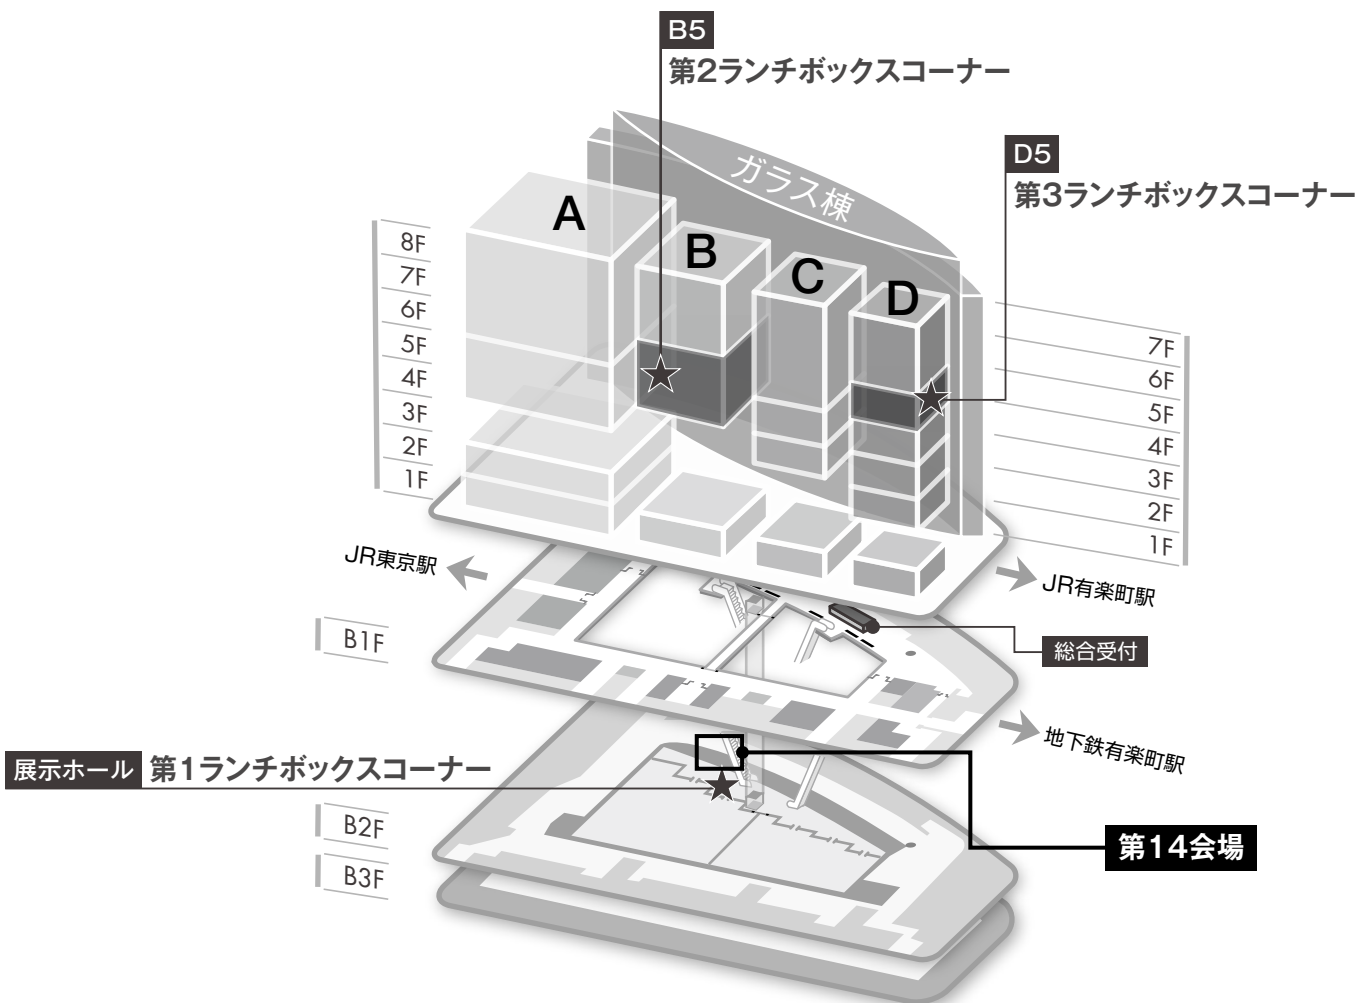 B5
第2ランチボックスコーナー
D5
第3ランチボックスコーナー
ガラス棟
A
B
C
D
8F
7F
6F
5F
4F
3F
2F
1F
7F
6F
5F
4F
3F
2F
1F
JR東京駅
JR有楽町駅
B1F
総合受付
地下鉄有楽町駅
展示ホール 第1ランチボックスコーナー
B2F
第14会場
B3F